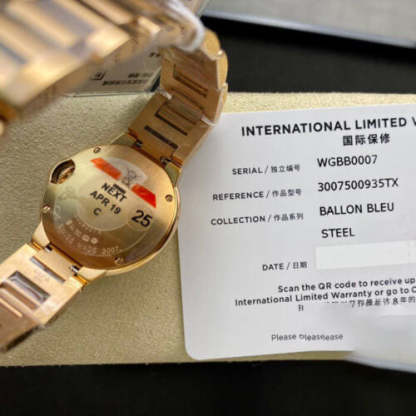 NEXT
APR 19
C
25
INTERNATIONAL LIMITED
国际保修
SERIAL / 独立编号 WGBB0007
REFERENCE / 作品型号 3007500935TX
COLLECTION / 作品系列 BALLON BLEU
STEEL
DATE / 日期
Scan the QR code to receive up
International Limited Warranty or go to
Please